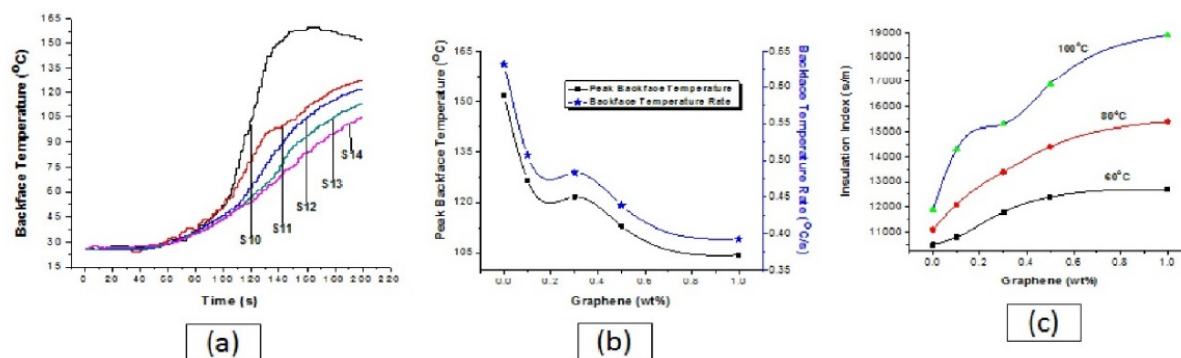 Backface Temperature (°C)
165
150
135
120
105
90
75
60
45
30
15
S10
S11
S12
S13
S14
0 20 40 60 80 100 120 140 160 180 200 220
Time (s)
(a)
Peak Backface Temperature (°C)
165
150
135
120
105
Peak Backface Temperature
Backface Temperature Rate
0.65
0.60
0.55
0.50
0.45
0.40
0.35
Backface Temperature Rate (°C/s)
0.0 0.2 0.4 0.6 0.8 1.0
Graphene (wt%)
(b)
Insulation Index (s/m)
19000
18000
17000
16000
15000
14000
13000
12000
11000
100°C
80°C
60°C
0.0 0.2 0.4 0.6 0.8 1.0
Graphene (wt%)
(c)